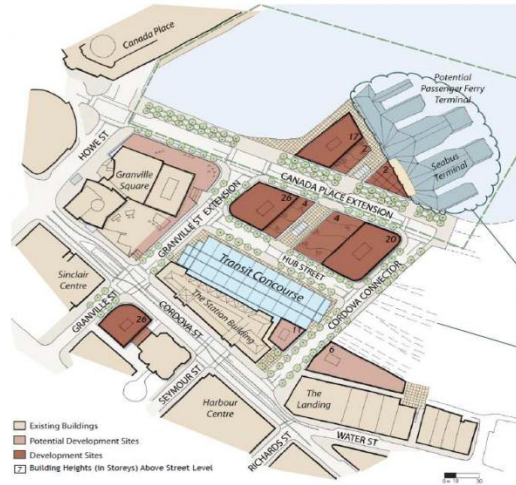 Canada Place
Potential
Passenger Ferry
Terminal
Seabus
Terminal
HOWE ST
17
2
2
Granville
Square
CANADA PLACE EXTENSION
GRANVILLE ST EXTENSION
26
4
4
20
HUB STREET
Transit Concourse
Sinclair
Centre
The Station Building
CORDOVA CONNECTOR
GRANVILLE ST
CORDOVA ST
26
11
6
SEYMOUR ST
The
Landing
Harbour
Centre
WATER ST
RICHARDS ST
Existing Buildings
Potential Development Sites
Development Sites
7 Building Heights (in Storeys) Above Street Level